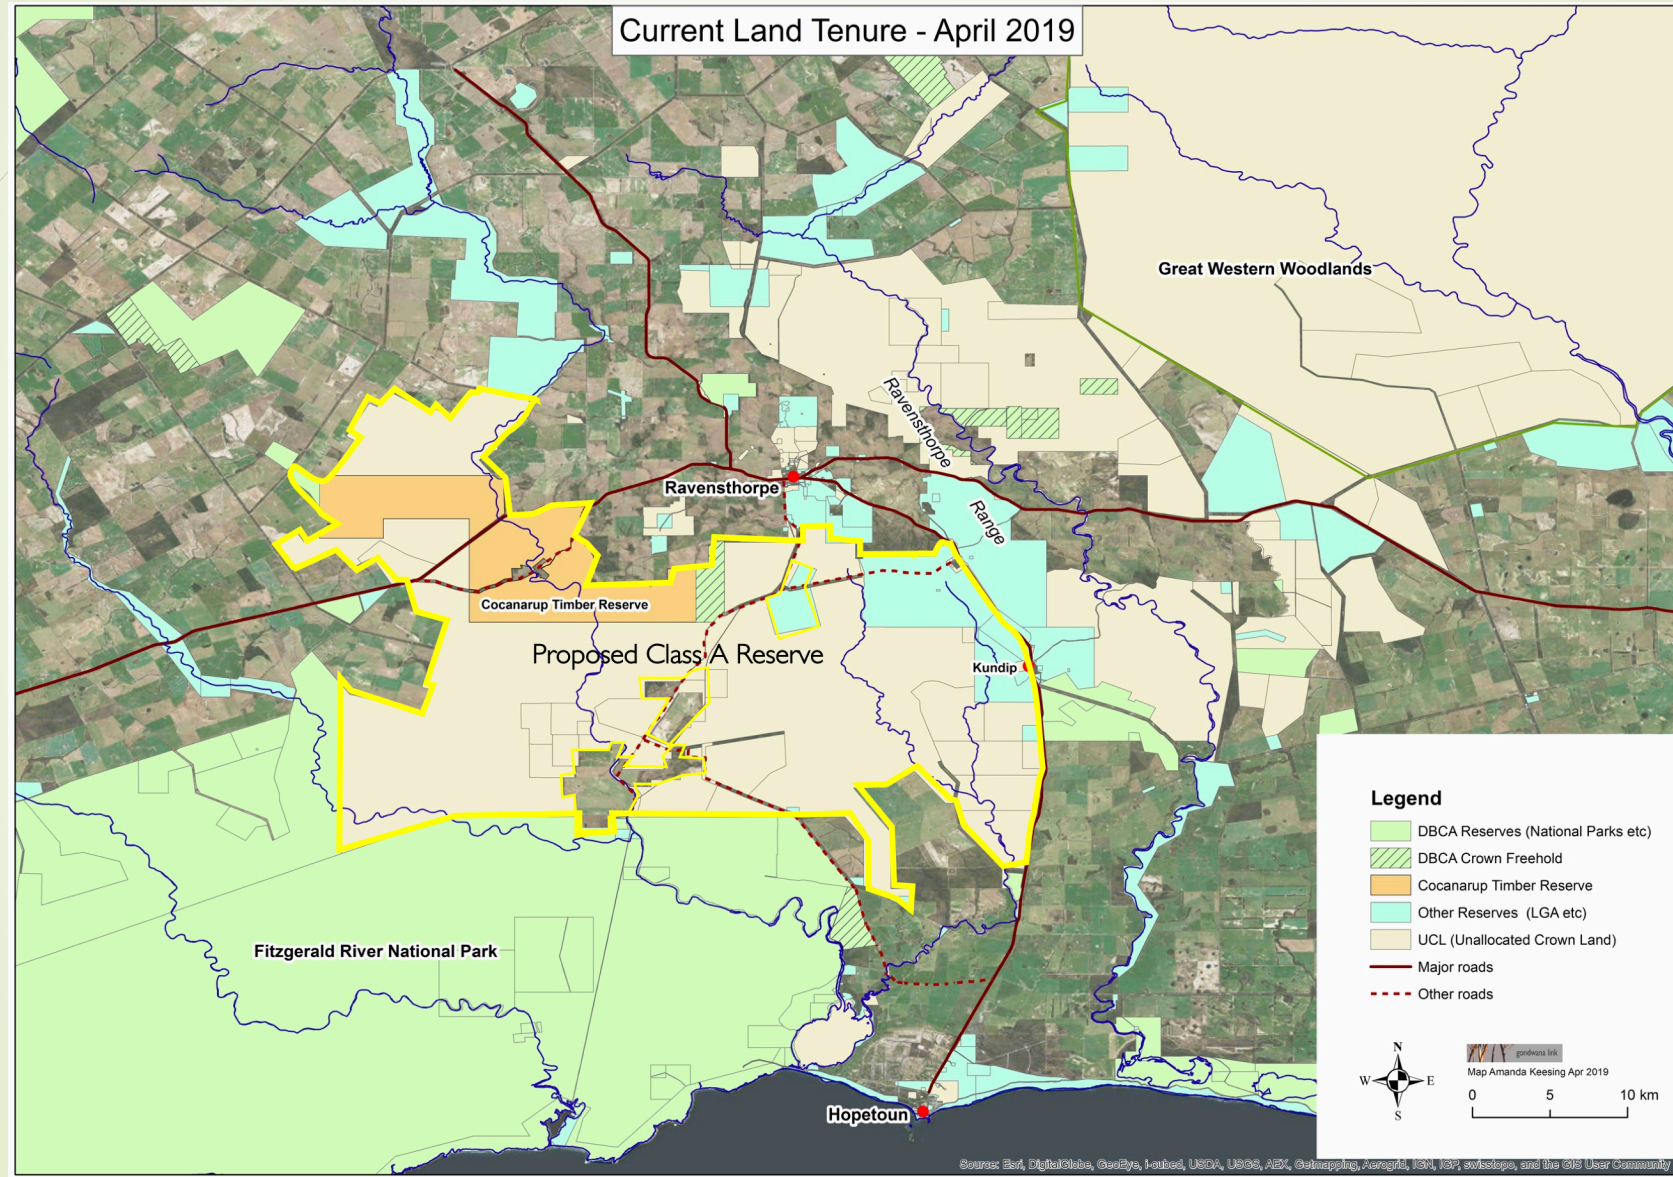 Current Land Tenure - April 2019
Great Western Woodlands
Ravensthorpe
Range
Ravensthorpe
Cocanarup Timber Reserve
Proposed Class A Reserve
Kundip
Fitzgerald River National Park
Hopetoun
Legend
DBCA Reserves (National Parks etc)
DBCA Crown Freehold
Cocanarup Timber Reserve
Other Reserves (LGA etc)
UCL (Unallocated Crown Land)
Major roads
Other roads
N
W E
S
gondwana link
Map Amanda Keesing Apr 2019
0 5 10 km
Source: Esri, DigitalGlobe, GeoEye, i-cubed, USDA, USGS, AEX, Getmapping, Aerogrid, IGN, IGP, swisstopo, and the GIS User Community